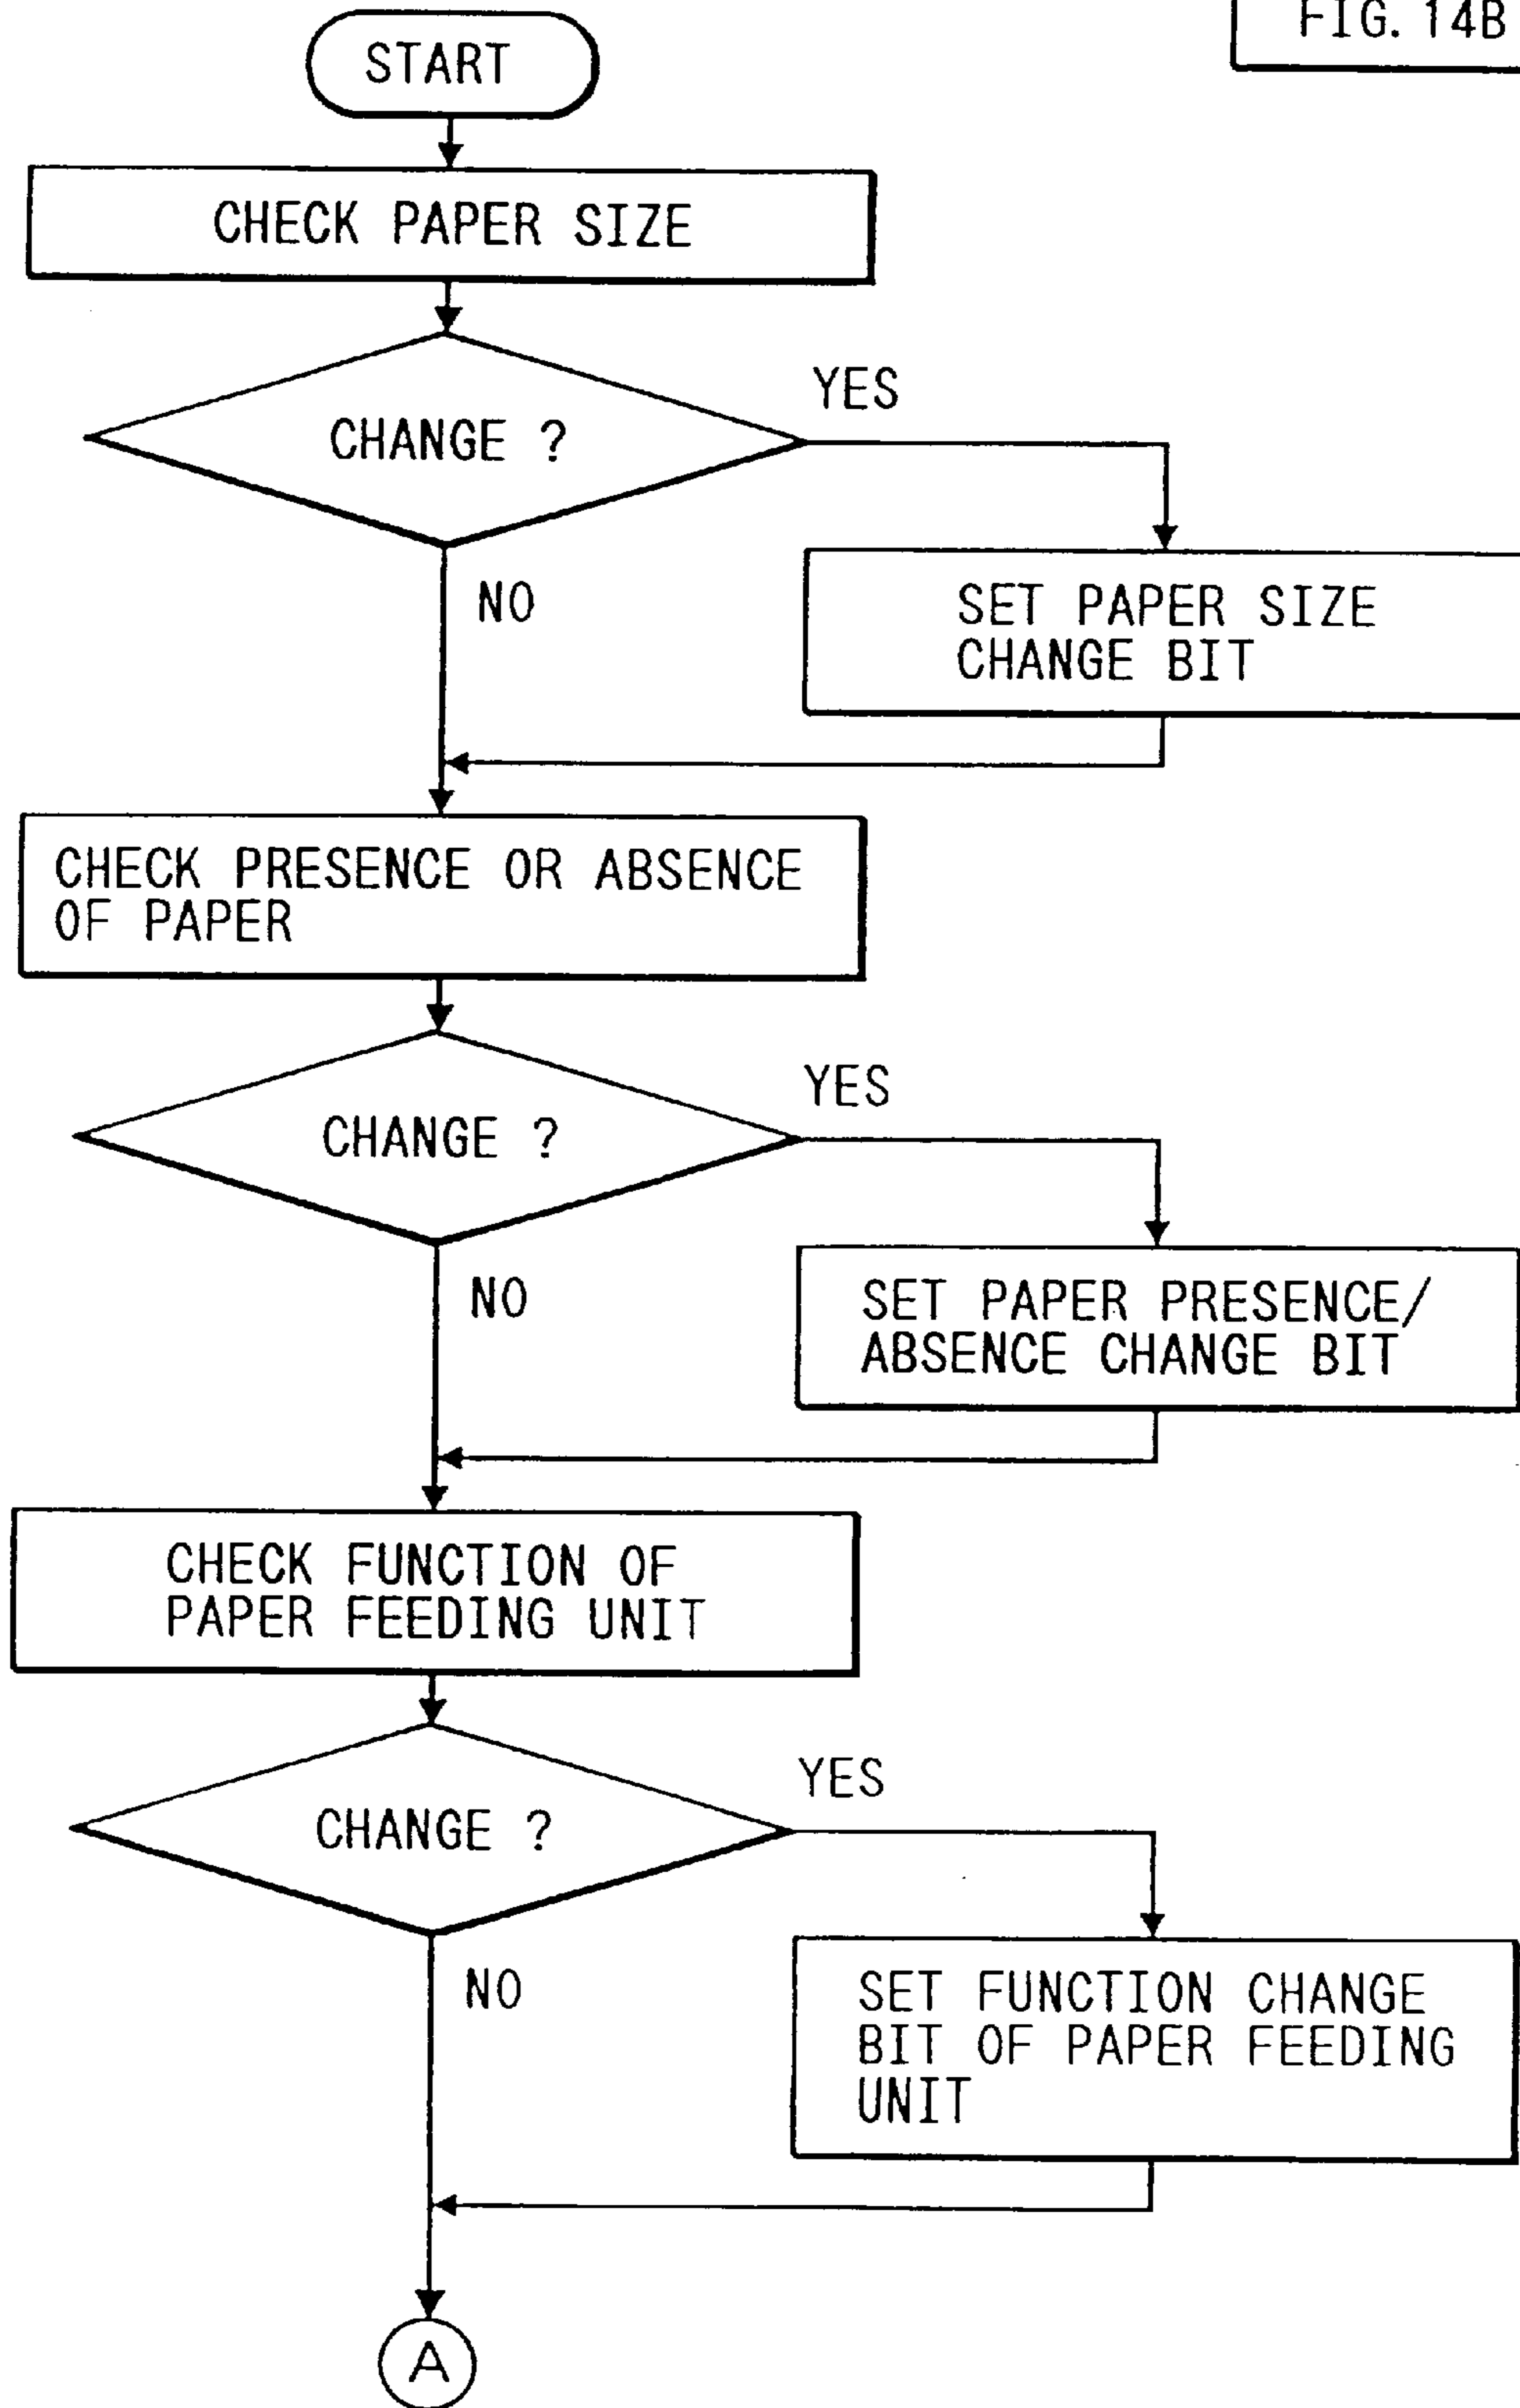 FIG. 14B
START
CHECK PAPER SIZE
CHANGE ?
YES
NO
SET PAPER SIZE
CHANGE BIT
CHECK PRESENCE OR ABSENCE
OF PAPER
CHANGE ?
YES
NO
SET PAPER PRESENCE/
ABSENCE CHANGE BIT
CHECK FUNCTION OF
PAPER FEEDING UNIT
CHANGE ?
YES
NO
SET FUNCTION CHANGE
BIT OF PAPER FEEDING
UNIT
A